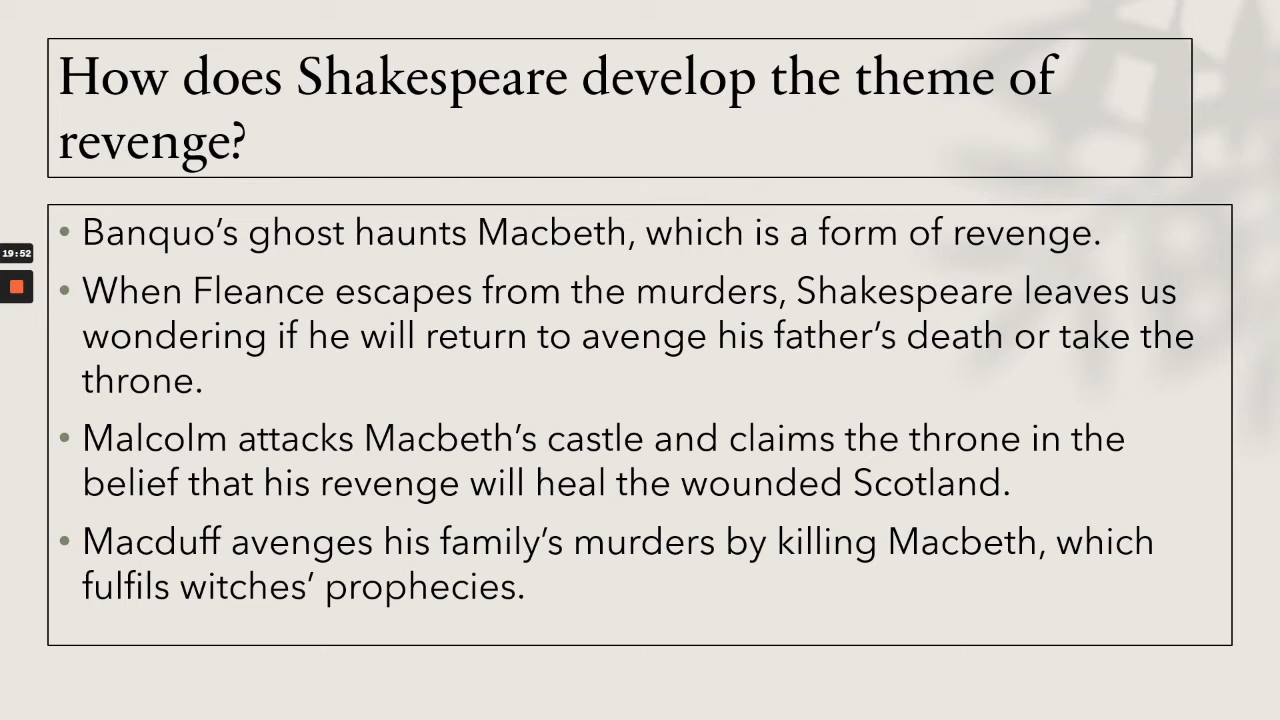 How does Shakespeare develop the theme of
revenge?
• Banquo’s ghost haunts Macbeth, which is a form of revenge.
19:52
• When Fleance escapes from the murders, Shakespeare leaves us
wondering if he will return to avenge his father’s death or take the
throne.
• Malcolm attacks Macbeth’s castle and claims the throne in the
belief that his revenge will heal the wounded Scotland.
• Macduff avenges his family’s murders by killing Macbeth, which
fulfils witches’ prophecies.